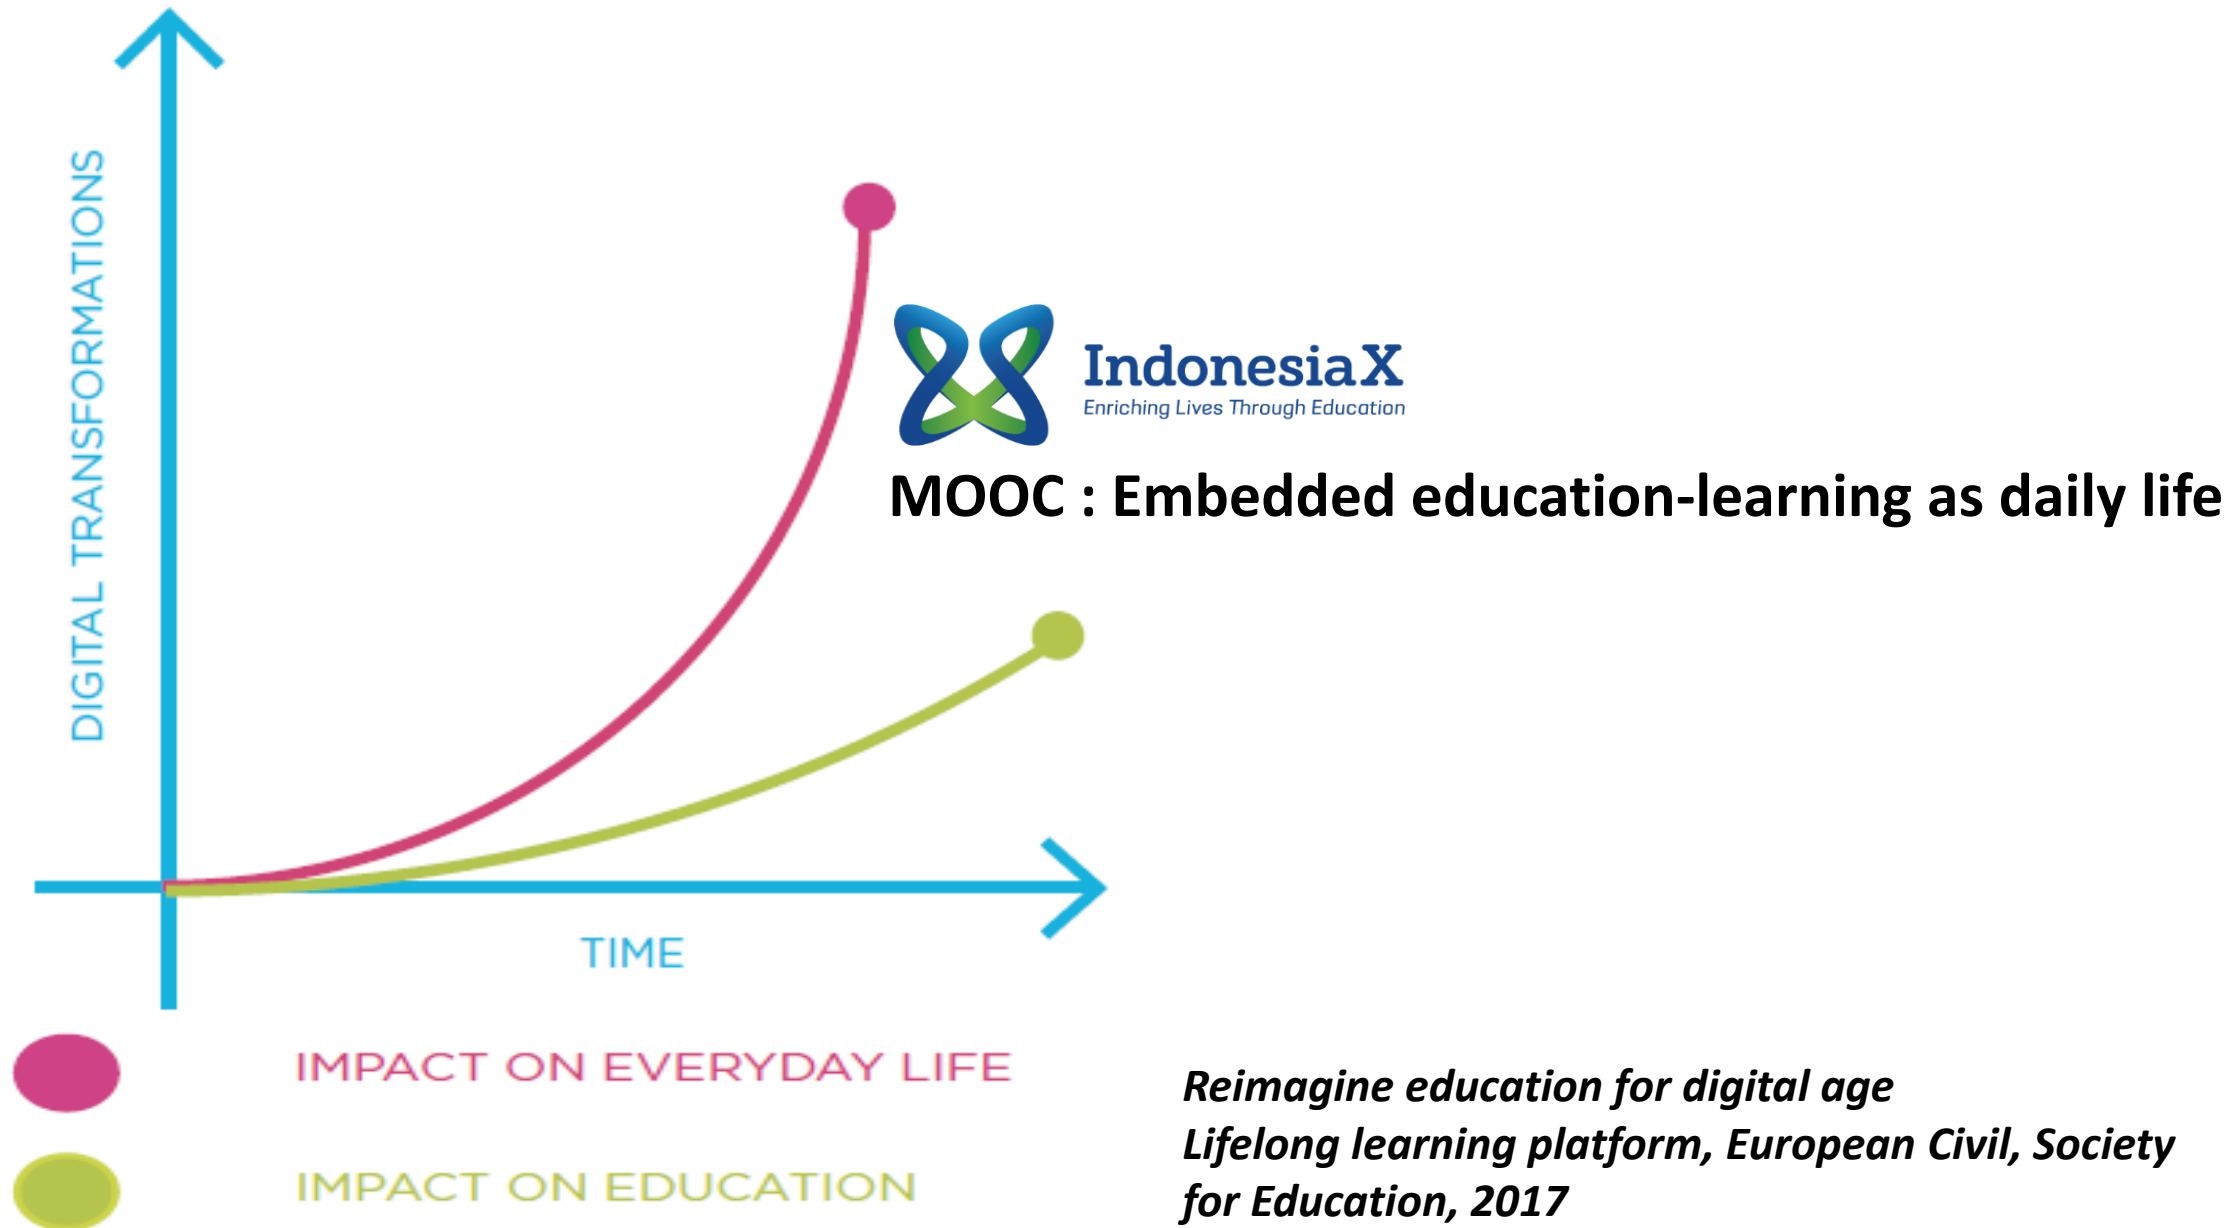 DIGITAL TRANSFORMATIONS
IndonesiaX
Enriching Lives Through Education
MOOC : Embedded education-learning as daily life
TIME
IMPACT ON EVERYDAY LIFE
IMPACT ON EDUCATION
Reimagine education for digital age
Lifelong learning platform, European Civil, Society
for Education, 2017